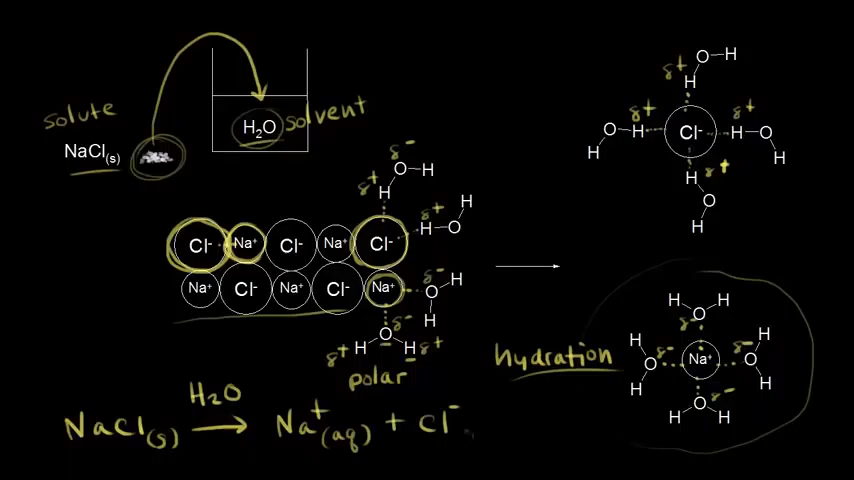 solute
NaCl(s)
H₂O solvent
δ-
O-H
δ+
H
Cl- Na+ Cl- Na+ Cl-
δ+
H-O
H
Na+ Cl- Na+ Cl- Na+
δ-
O
H
H
δ-
O
δ+ H H δ+
polar
NaCl(s) H₂O → Na+(aq) + Cl-
O-H
δ+
H
δ+
O-H
H
Cl-
δ+
H-O
H
H
δ+
O
H
hydration
H H
O
δ-
H
O
H
δ-
Na+
δ-
H
O
H
O
δ-
H H